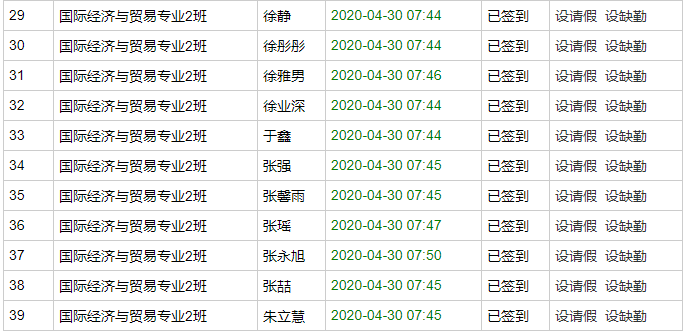 29 国际经济与贸易专业2班 徐静 2020-04-30 07:44 已签到 设请假 设缺勤
30 国际经济与贸易专业2班 徐彤彤 2020-04-30 07:44 已签到 设请假 设缺勤
31 国际经济与贸易专业2班 徐雅男 2020-04-30 07:46 已签到 设请假 设缺勤
32 国际经济与贸易专业2班 徐业深 2020-04-30 07:44 已签到 设请假 设缺勤
33 国际经济与贸易专业2班 于鑫 2020-04-30 07:44 已签到 设请假 设缺勤
34 国际经济与贸易专业2班 张强 2020-04-30 07:45 已签到 设请假 设缺勤
35 国际经济与贸易专业2班 张馨雨 2020-04-30 07:45 已签到 设请假 设缺勤
36 国际经济与贸易专业2班 张瑶 2020-04-30 07:47 已签到 设请假 设缺勤
37 国际经济与贸易专业2班 张永旭 2020-04-30 07:50 已签到 设请假 设缺勤
38 国际经济与贸易专业2班 张喆 2020-04-30 07:45 已签到 设请假 设缺勤
39 国际经济与贸易专业2班 朱立慧 2020-04-30 07:45 已签到 设请假 设缺勤